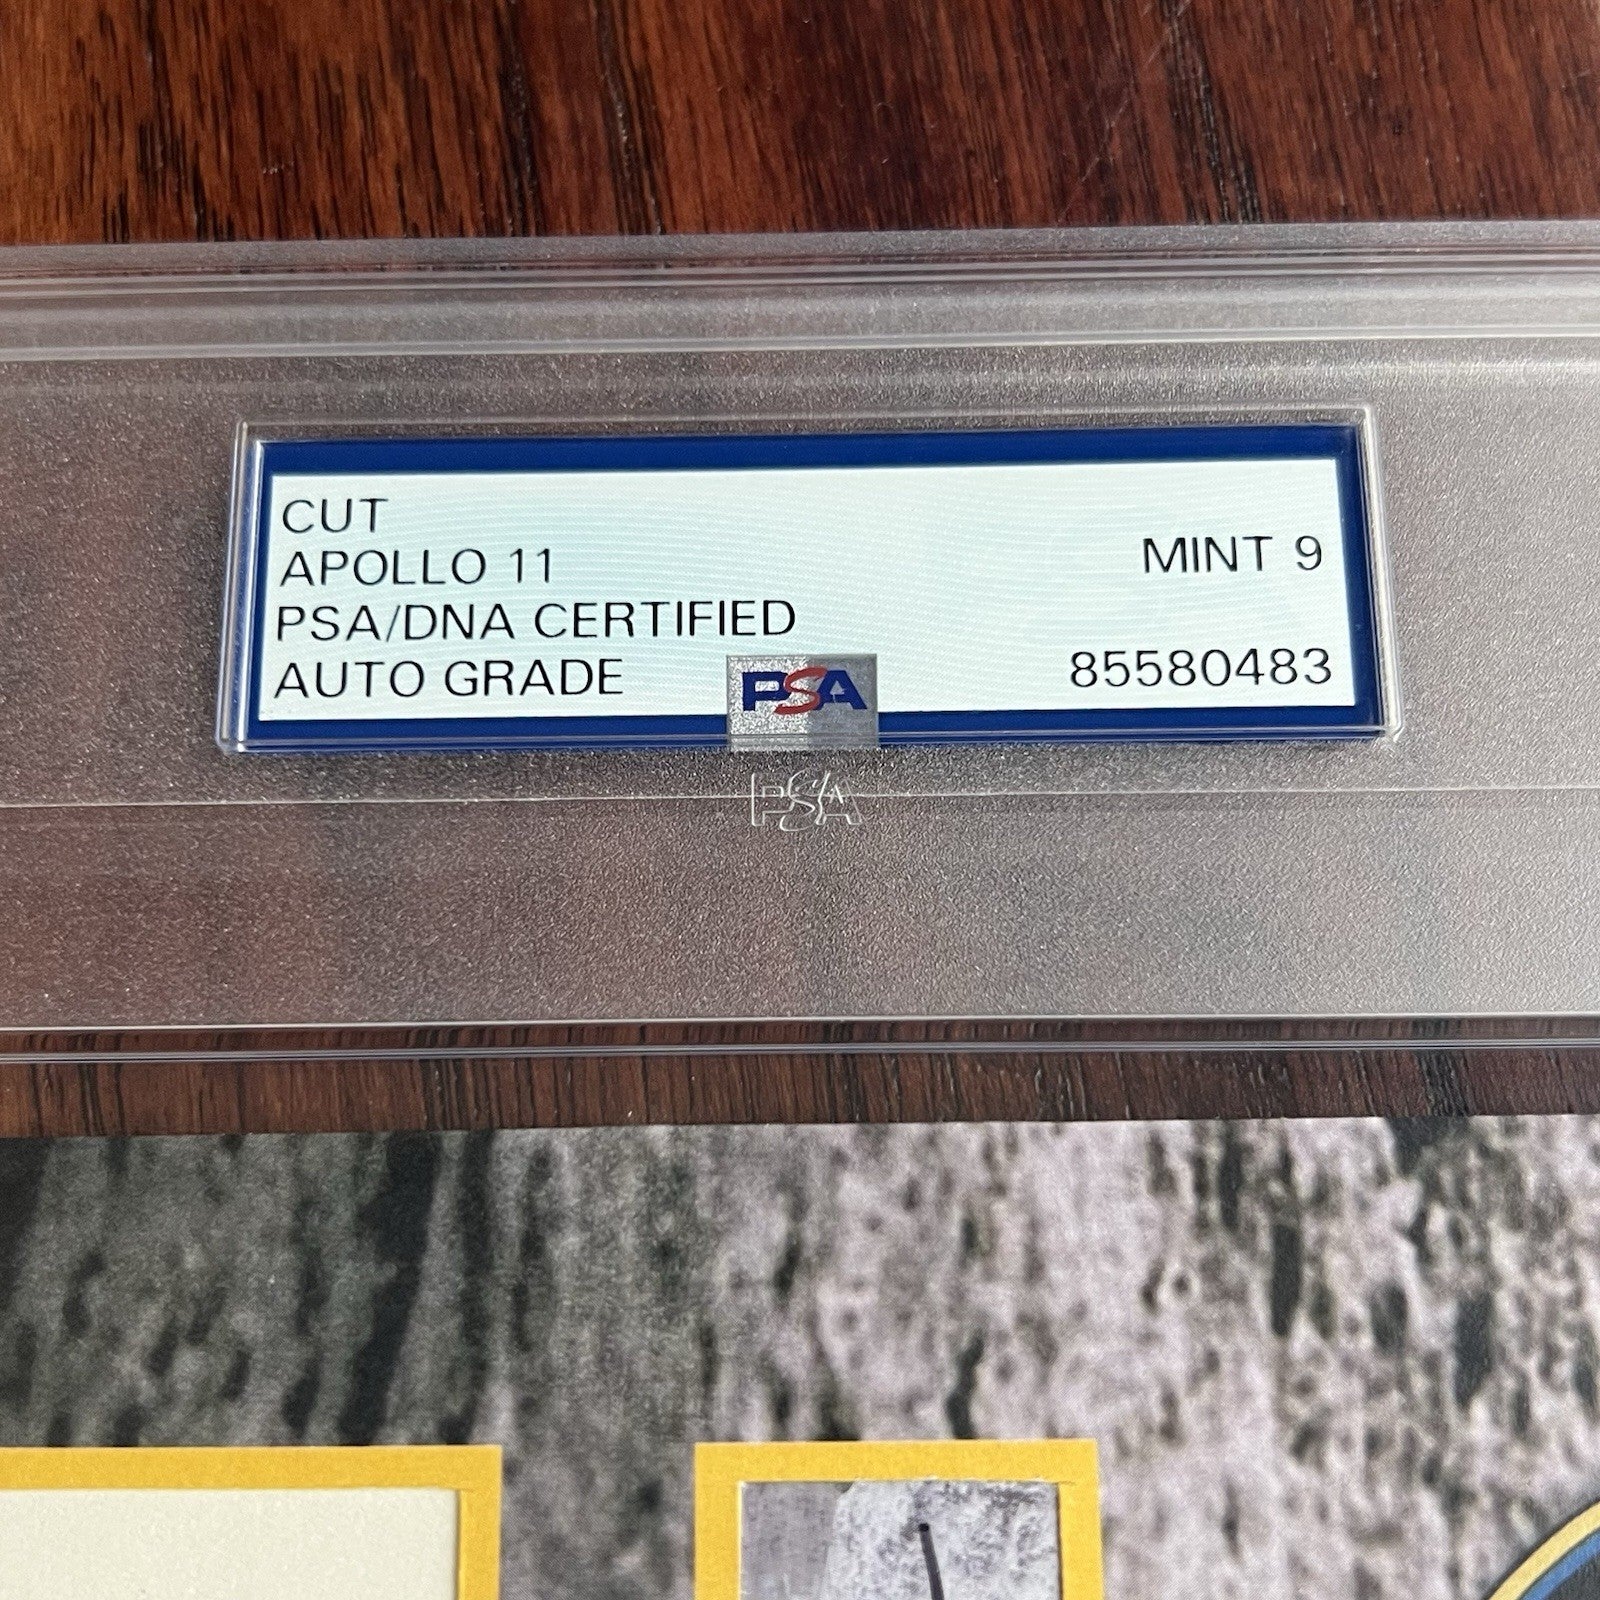 CUT
APOLLO 11
PSA/DNA CERTIFIED
AUTO GRADE
MINT 9
85580483
PSA
PSA